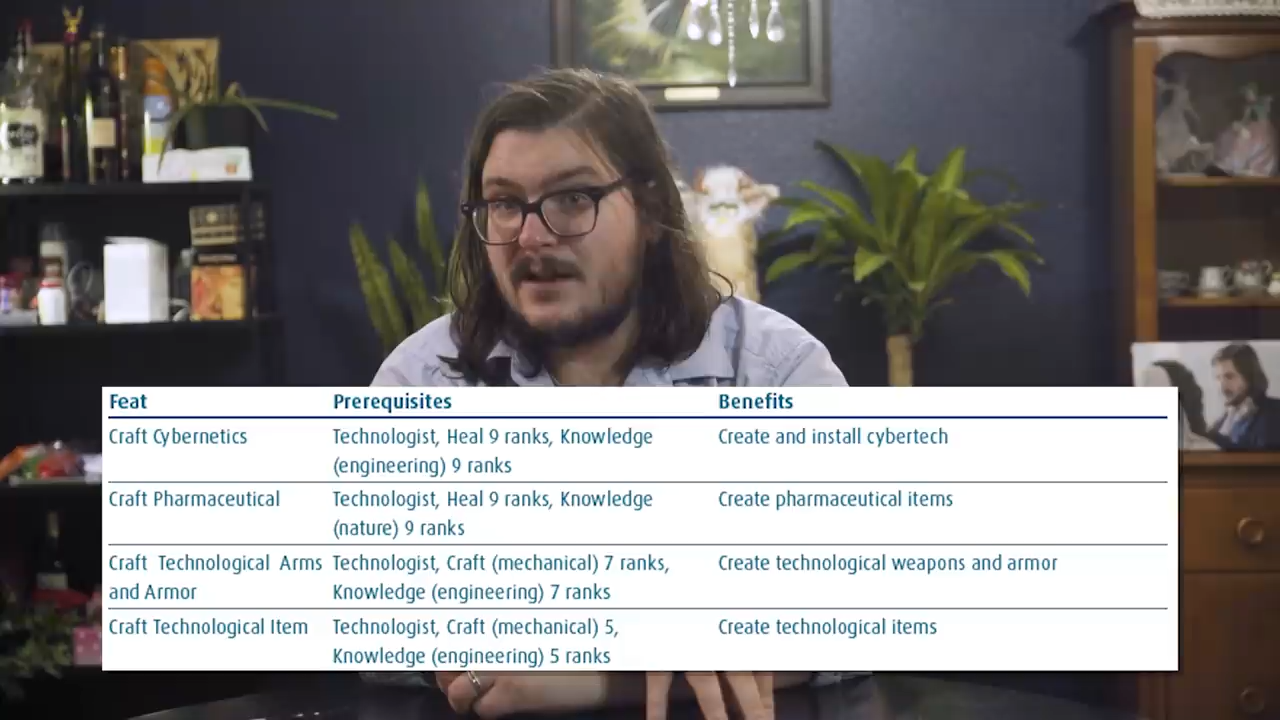 Feat Prerequisites Benefits
Craft Cybernetics Technologist, Heal 9 ranks, Knowledge Create and install cybertech
(engineering) 9 ranks
Craft Pharmaceutical Technologist, Heal 9 ranks, Knowledge Create pharmaceutical items
(nature) 9 ranks
Craft Technological Arms Technologist, Craft (mechanical) 7 ranks, Create technological weapons and armor
and Armor Knowledge (engineering) 7 ranks
Craft Technological Item Technologist, Craft (mechanical) 5, Create technological items
Knowledge (engineering) 5 ranks